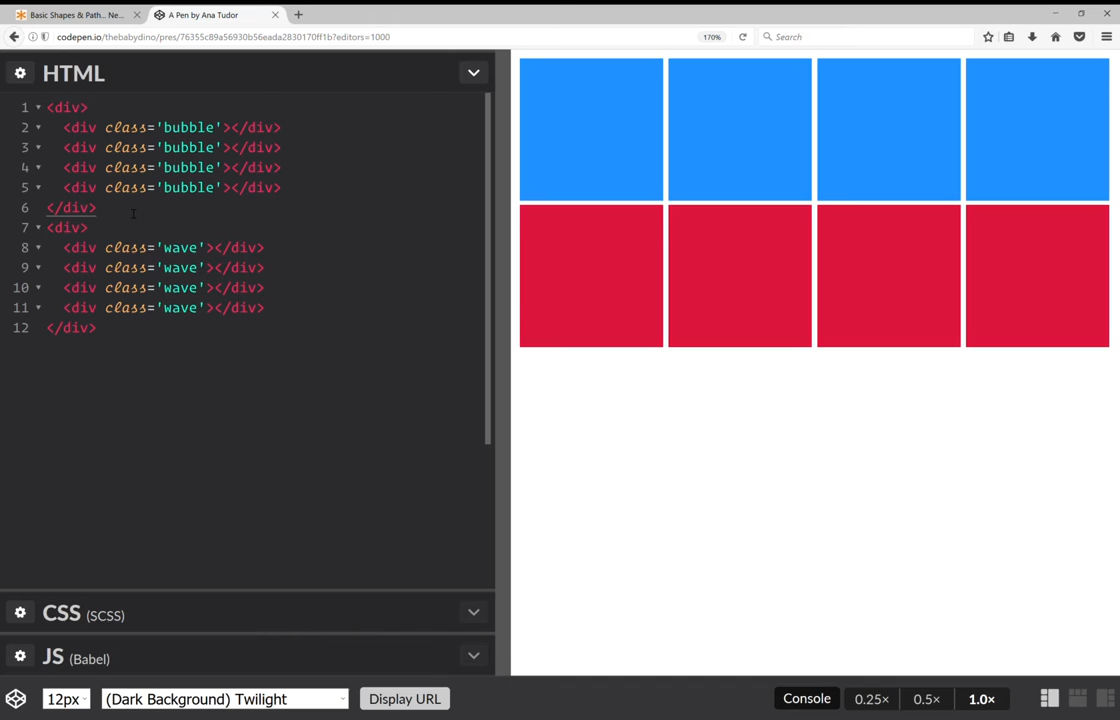 Basic Shapes & Path... Ne...
A Pen by Ana Tudor
codepen.io/thebabydino/pres/76355c89a56930b56eada2830170ff1b?editors=1000
170%
Search
HTML
1 <div>
2 <div class='bubble'></div>
3 <div class='bubble'></div>
4 <div class='bubble'></div>
5 <div class='bubble'></div>
6 </div>
7 <div>
8 <div class='wave'></div>
9 <div class='wave'></div>
10 <div class='wave'></div>
11 <div class='wave'></div>
12 </div>
CSS (SCSS)
JS (Babel)
12px
(Dark Background) Twilight
Display URL
Console
0.25×
0.5×
1.0×